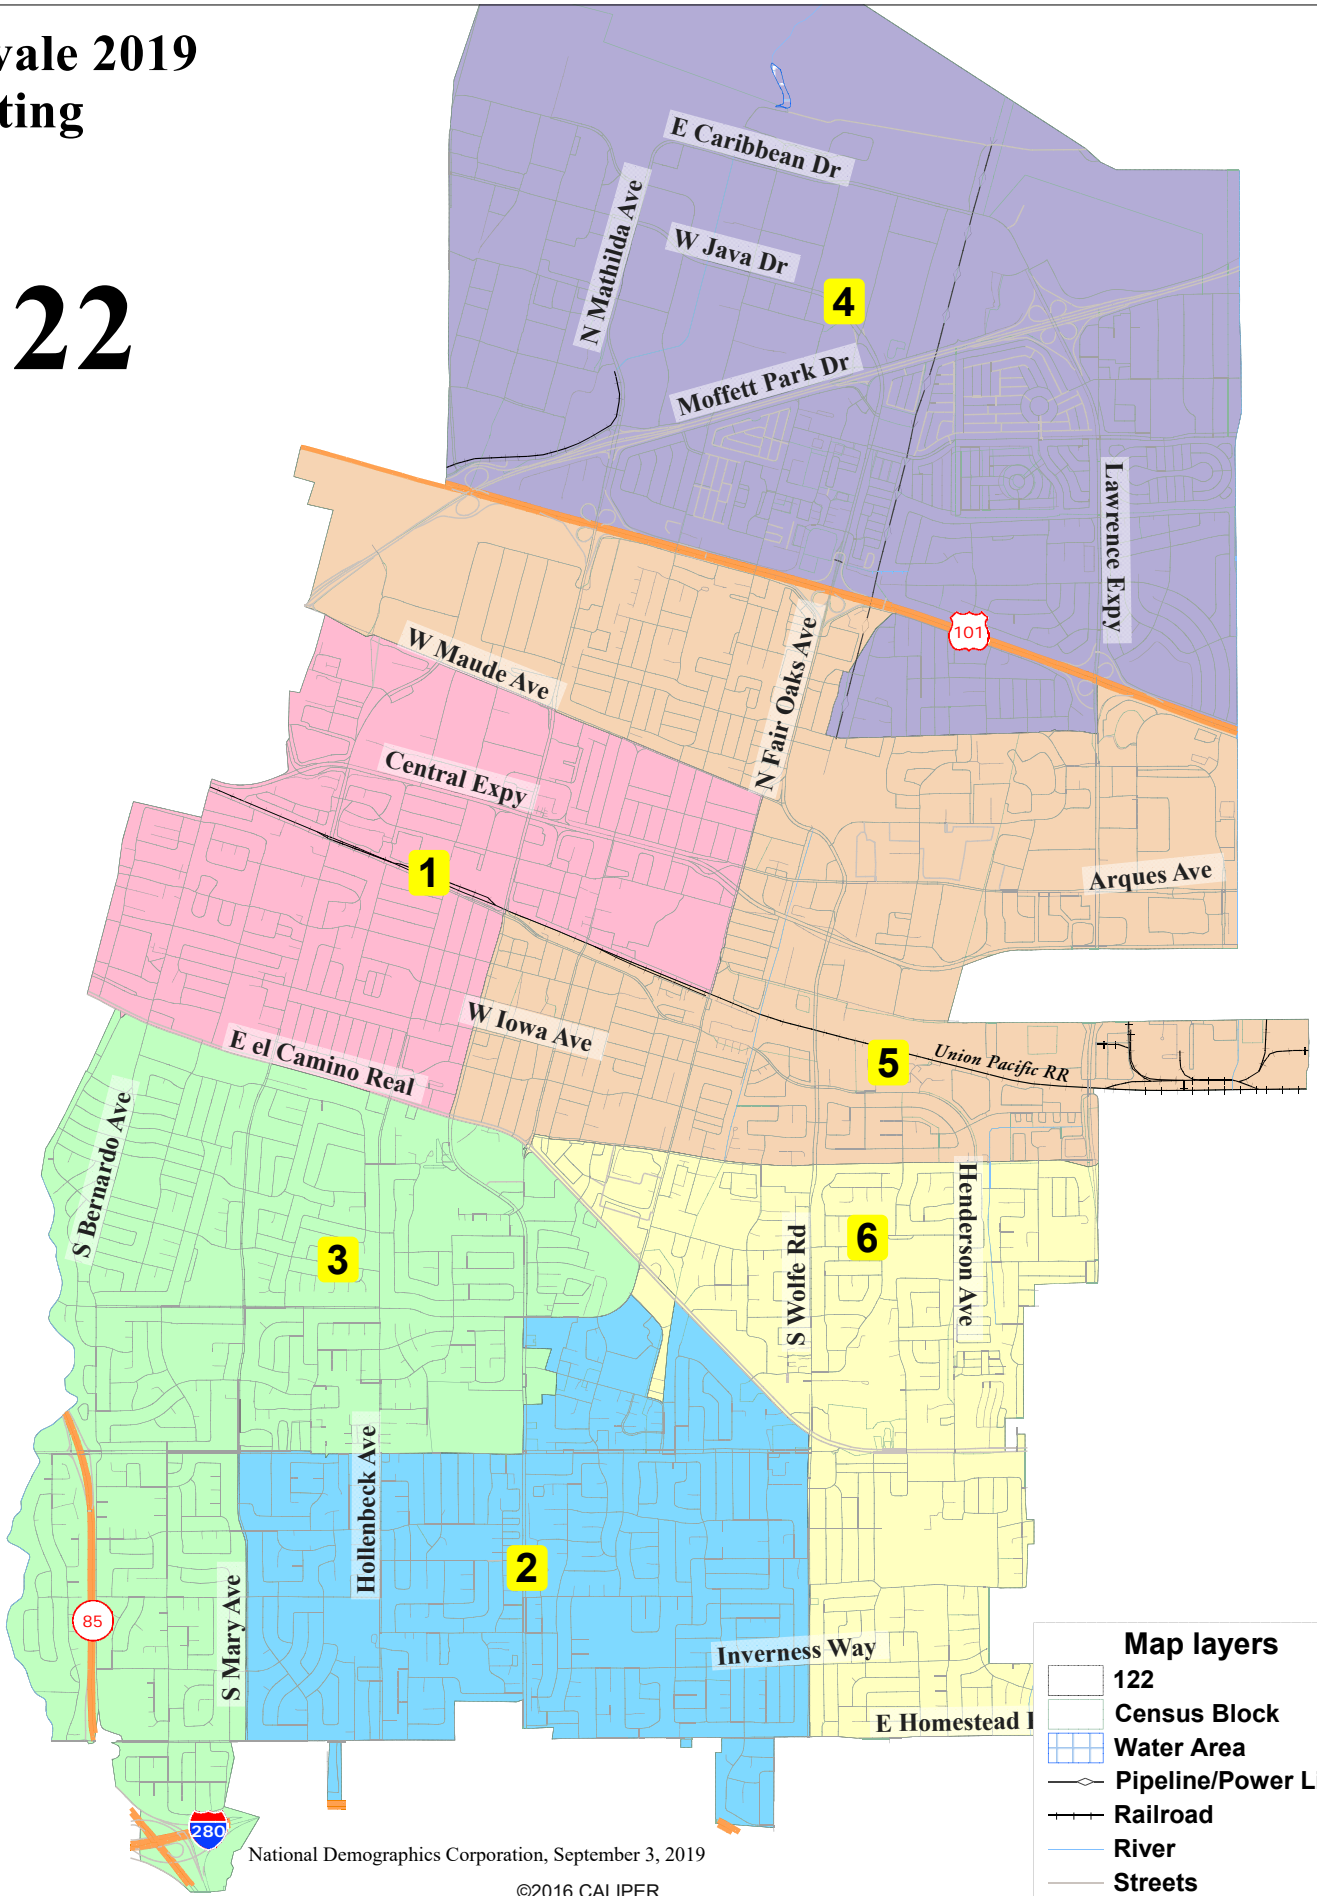 vale 2019
ting
22
E Caribbean Dr
N Mathilda Ave
W Java Dr
4
Moffett Park Dr
Lawrence Expy
101
W Maude Ave
N Fair Oaks Ave
Central Expy
1
Arques Ave
W Iowa Ave
E el Camino Real
5
Union Pacific RR
S Bernardo Ave
3
6
S Wolfe Rd
Henderson Ave
Hollenbeck Ave
2
85
S Mary Ave
Inverness Way
E Homestead
280
Map layers
122
Census Block
Water Area
Pipeline/Power Li
Railroad
River
Streets
National Demographics Corporation, September 3, 2019
©2016 CALIPER